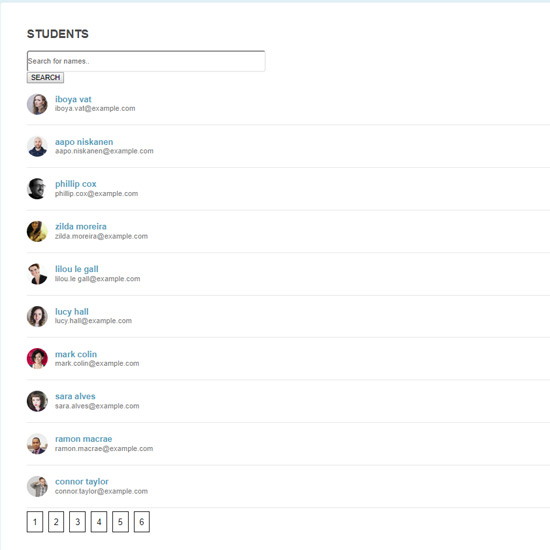 STUDENTS
Search for names..
SEARCH
iboya vat
iboya.vat@example.com
aapo niskanen
aapo.niskanen@example.com
phillip cox
phillip.cox@example.com
zilda moreira
zilda.moreira@example.com
lilou le gall
lilou.le gall@example.com
lucy hall
lucy.hall@example.com
mark colin
mark.colin@example.com
sara alves
sara.alves@example.com
ramon macrae
ramon.macrae@example.com
connor taylor
connor.taylor@example.com
1 2 3 4 5 6